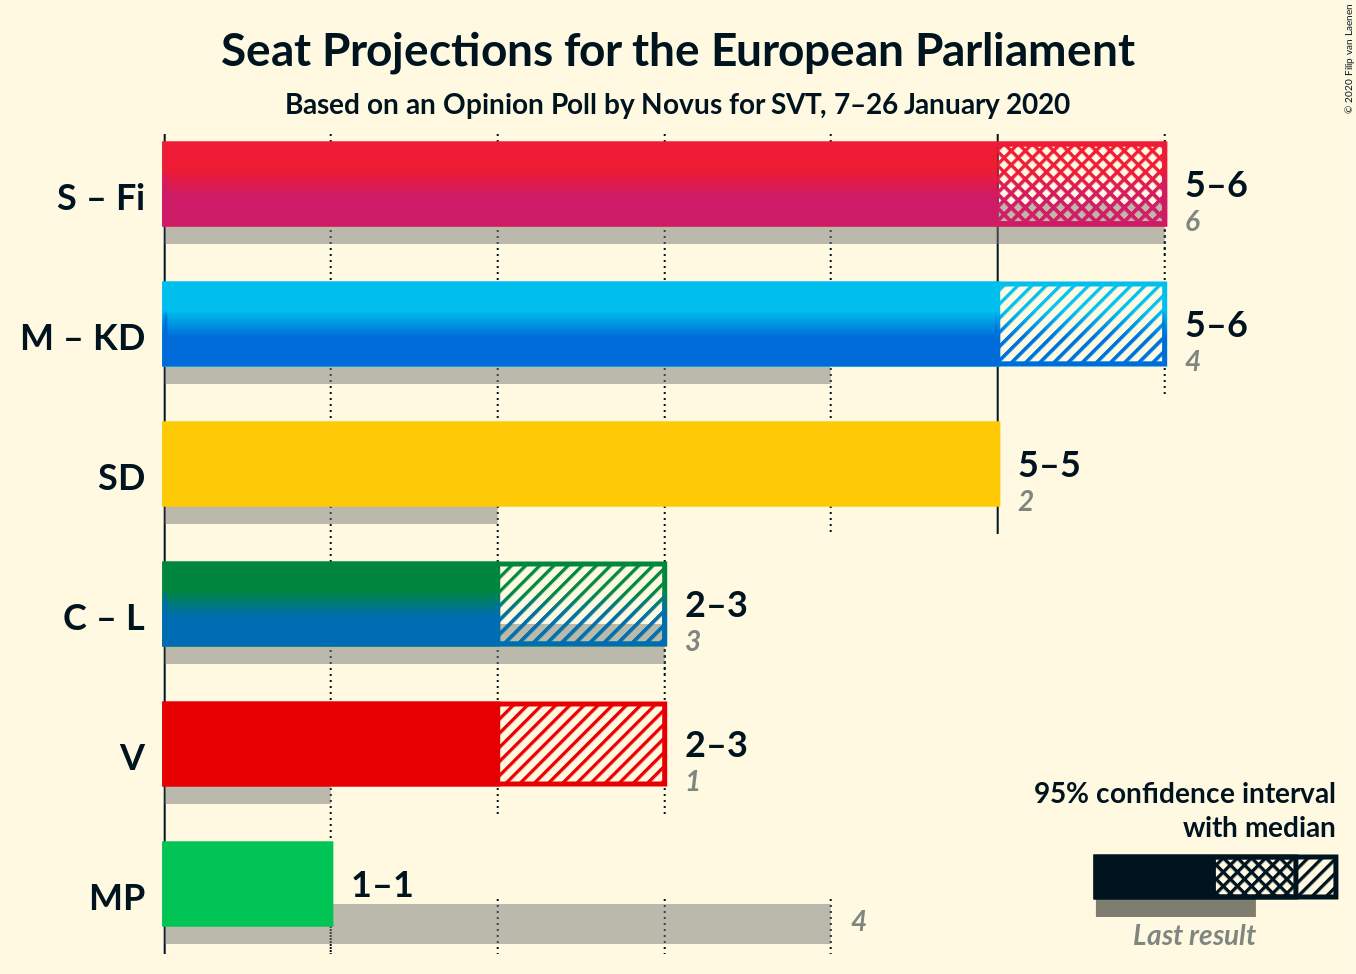 Seat Projections for the European Parliament
Based on an Opinion Poll by Novus for SVT, 7–26 January 2020
© 2020 Filip van Laenen
S – Fi
5–6
6
M – KD
5–6
4
SD
5–5
2
C – L
2–3
3
V
2–3
1
MP
1–1
4
95% confidence interval
with median
Last result